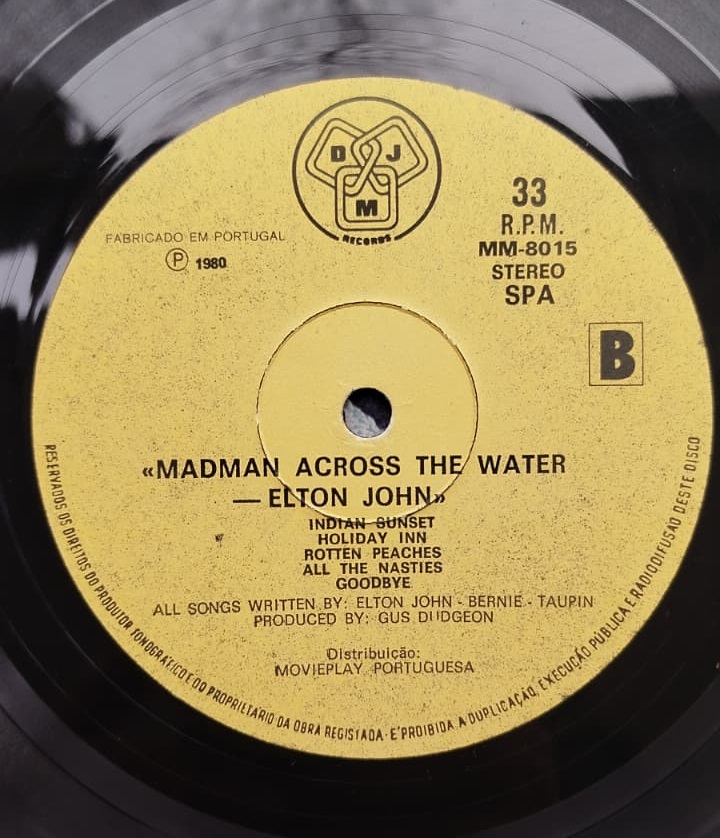 D J
M
RECORDS
FABRICADO EM PORTUGAL
Ⓟ 1980
33
R.P.M.
MM-8015
STEREO
SPA
B
«MADMAN ACROSS THE WATER
—ELTON JOHN»
INDIAN SUNSET
HOLIDAY INN
ROTTEN PEACHES
ALL THE NASTIES
GOODBYE
ALL SONGS WRITTEN BY: ELTON JOHN - BERNIE - TAUPIN
PRODUCED BY: GUS DUDGEON
Distribuição:
MOVIEPLAY PORTUGUESA
RESERVADOS OS DIREITOS DO PRODUTOR FONOGRÁFICO E DO PROPRIETÁRIO DA OBRA REGISTADA · É PROIBIDA A DUPLICAÇÃO, EXECUÇÃO PÚBLICA E RADIODIFUSÃO DESTE DISCO